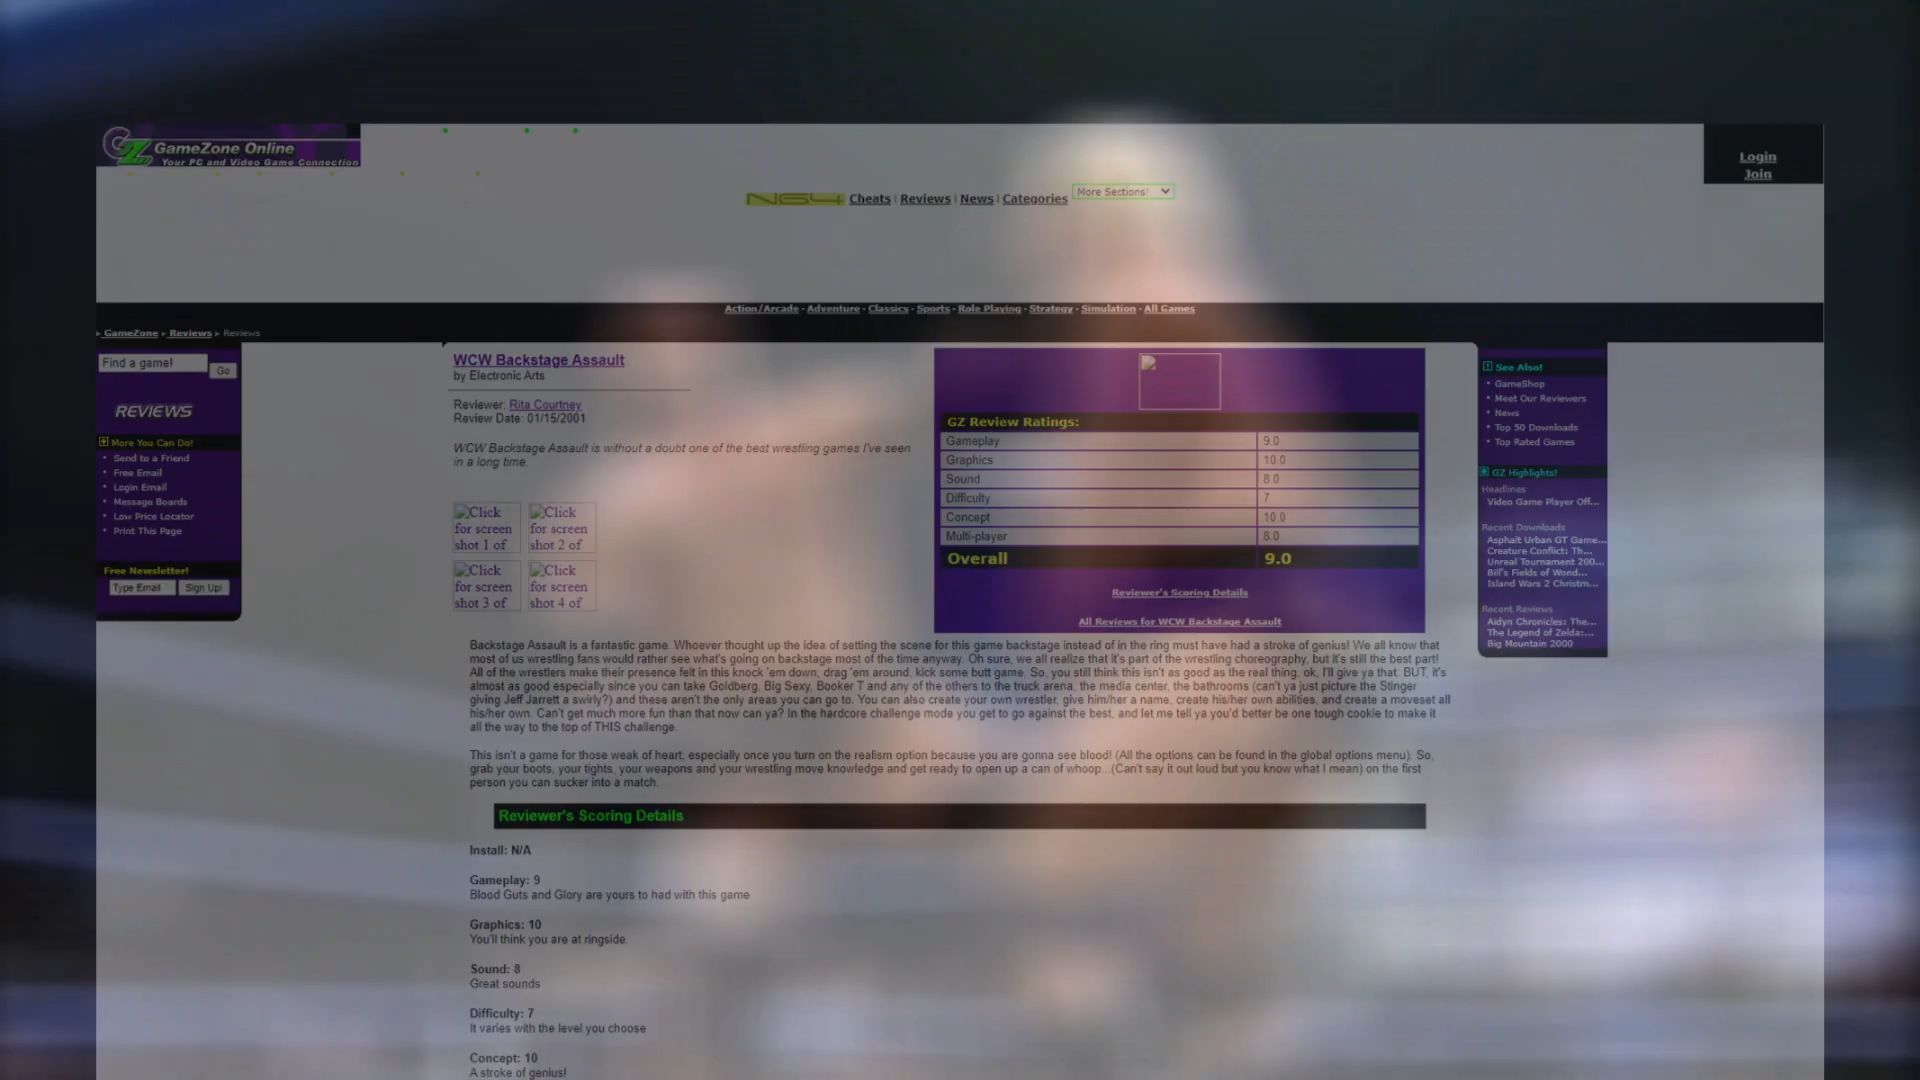 GameZone Online
Your PC and Video Game Connection
Login
Join
N64 Cheats | Reviews | News | Categories More Sections!
Action/Arcade - Adventure - Classics - Sports - Role Playing - Strategy - Simulation - All Games
GameZone Reviews Reviews
Find a game! Go
REVIEWS
More You Can Do!
Send to a Friend
Free Email
Login Email
Message Boards
Low Price Locator
Print This Page
Free Newsletter!
Type Email Sign Up!
WCW Backstage Assault
by Electronic Arts
Reviewer: Rita Courtney
Review Date: 01/15/2001
WCW Backstage Assault is without a doubt one of the best wrestling games I've seen
in a long time.
Click for screen shot 1 of
Click for screen shot 2 of
Click for screen shot 3 of
Click for screen shot 4 of
GZ Review Ratings:
Gameplay 9.0
Graphics 10.0
Sound 8.0
Difficulty 7
Concept 10.0
Multi-player 8.0
Overall 9.0
Reviewer's Scoring Details
All Reviews for WCW Backstage Assault
See Also!
GameShop
Meet Our Reviewers
News
Top 50 Downloads
Top Rated Games
GZ Highlights!
Headlines
Video Game Player Off...
Recent Downloads
Asphalt Urban GT Game...
Creature Conflict: Th...
Unreal Tournament 200...
Bill's Fields of Wond...
Island Wars 2 Christm...
Recent Reviews
Aidyn Chronicles: The...
The Legend of Zelda:...
Big Mountain 2000
Backstage Assault is a fantastic game. Whoever thought up the idea of setting the scene for this game backstage instead of in the ring must have had a stroke of genius! We all know that
most of us wrestling fans would rather see what's going on backstage most of the time anyway. Oh sure, we all realize that it's part of the wrestling choreography, but it's still the best part!
All of the wrestlers make their presence felt in this knock 'em down, drag 'em around, kick some butt game. So, you still think this isn't as good as the real thing, ok, I'll give ya that. BUT, it's
almost as good especially since you can take Goldberg, Big Sexy, Booker T and any of the others to the truck arena, the media center, the bathrooms (can't ya just picture the Stinger
giving Jeff Jarrett a swirly?) and these aren't the only areas you can go to. You can also create your own wrestler, give him/her a name, create his/her own abilities, and create a moveset all
his/her own. Can't get much more fun than that now can ya? In the hardcore challenge mode you get to go against the best, and let me tell ya you'd better be one tough cookie to make it
all the way to the top of THIS challenge.
This isn't a game for those weak of heart; especially once you turn on the realism option because you are gonna see blood! (All the options can be found in the global options menu). So,
grab your boots, your tights, your weapons and your wrestling move knowledge and get ready to open up a can of whoop...(Can't say it out loud but you know what I mean) on the first
person you can sucker into a match.
Reviewer's Scoring Details
Install: N/A
Gameplay: 9
Blood Guts and Glory are yours to had with this game
Graphics: 10
You'll think you are at ringside.
Sound: 8
Great sounds
Difficulty: 7
It varies with the level you choose
Concept: 10
A stroke of genius!